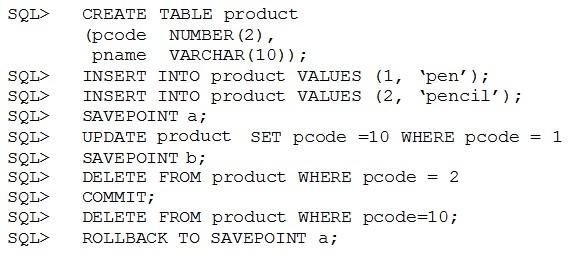 SQL> CREATE TABLE product
(pcode NUMBER(2),
pname VARCHAR(10));
SQL> INSERT INTO product VALUES (1, ‘pen’);
SQL> INSERT INTO product VALUES (2, ‘pencil’);
SQL> SAVEPOINT a;
SQL> UPDATE product SET pcode =10 WHERE pcode = 1
SQL> SAVEPOINT b;
SQL> DELETE FROM product WHERE pcode = 2
SQL> COMMIT;
SQL> DELETE FROM product WHERE pcode=10;
SQL> ROLLBACK TO SAVEPOINT a;